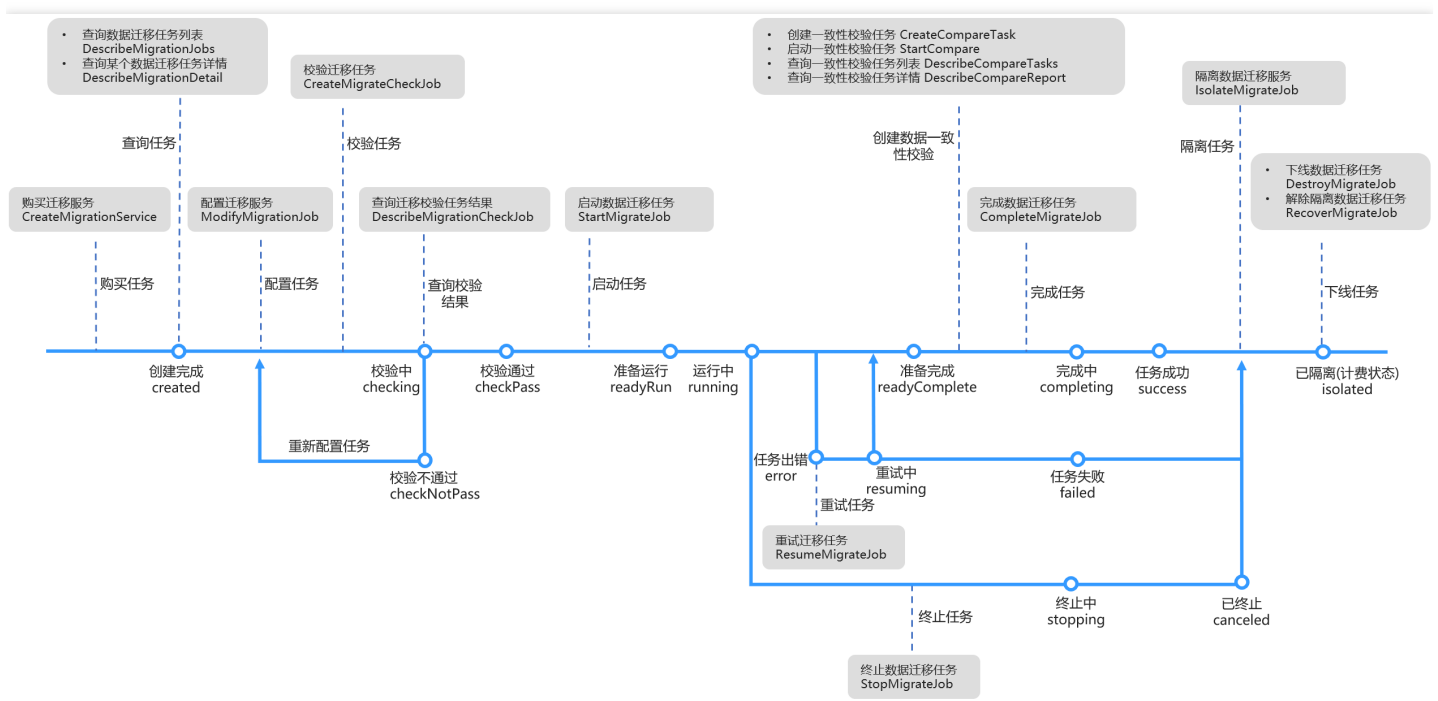 • 查询数据迁移任务列表
DescribeMigrationJobs
• 查询某个数据迁移任务详情
DescribeMigrationDetail
校验迁移任务
CreateMigrateCheckJob
• 创建一致性校验任务 CreateCompareTask
• 启动一致性校验任务 StartCompare
• 查询一致性校验任务列表 DescribeCompareTasks
• 查询一致性校验任务详情 DescribeCompareReport
隔离数据迁移服务
IsolateMigrateJob
查询任务
校验任务
创建数据一致
性校验
隔离任务
• 下线数据迁移任务
DestroyMigrateJob
• 解除隔离数据迁移任务
RecoverMigrateJob
购买迁移服务
CreateMigrationService
配置迁移服务
ModifyMigrationJob
查询迁移校验任务结果
DescribeMigrationCheckJob
启动数据迁移任务
StartMigrateJob
完成数据迁移任务
CompleteMigrateJob
购买任务
配置任务
查询校验
结果
启动任务
完成任务
下线任务
创建完成
created
校验中
checking
校验通过
checkPass
准备运行
readyRun
运行中
running
准备完成
readyComplete
完成中
completing
任务成功
success
已隔离(计费状态)
isolated
重新配置任务
校验不通过
checkNotPass
任务出错
error
重试中
resuming
任务失败
failed
重试任务
重试迁移任务
ResumeMigrateJob
终止中
stopping
已终止
canceled
终止任务
终止数据迁移任务
StopMigrateJob